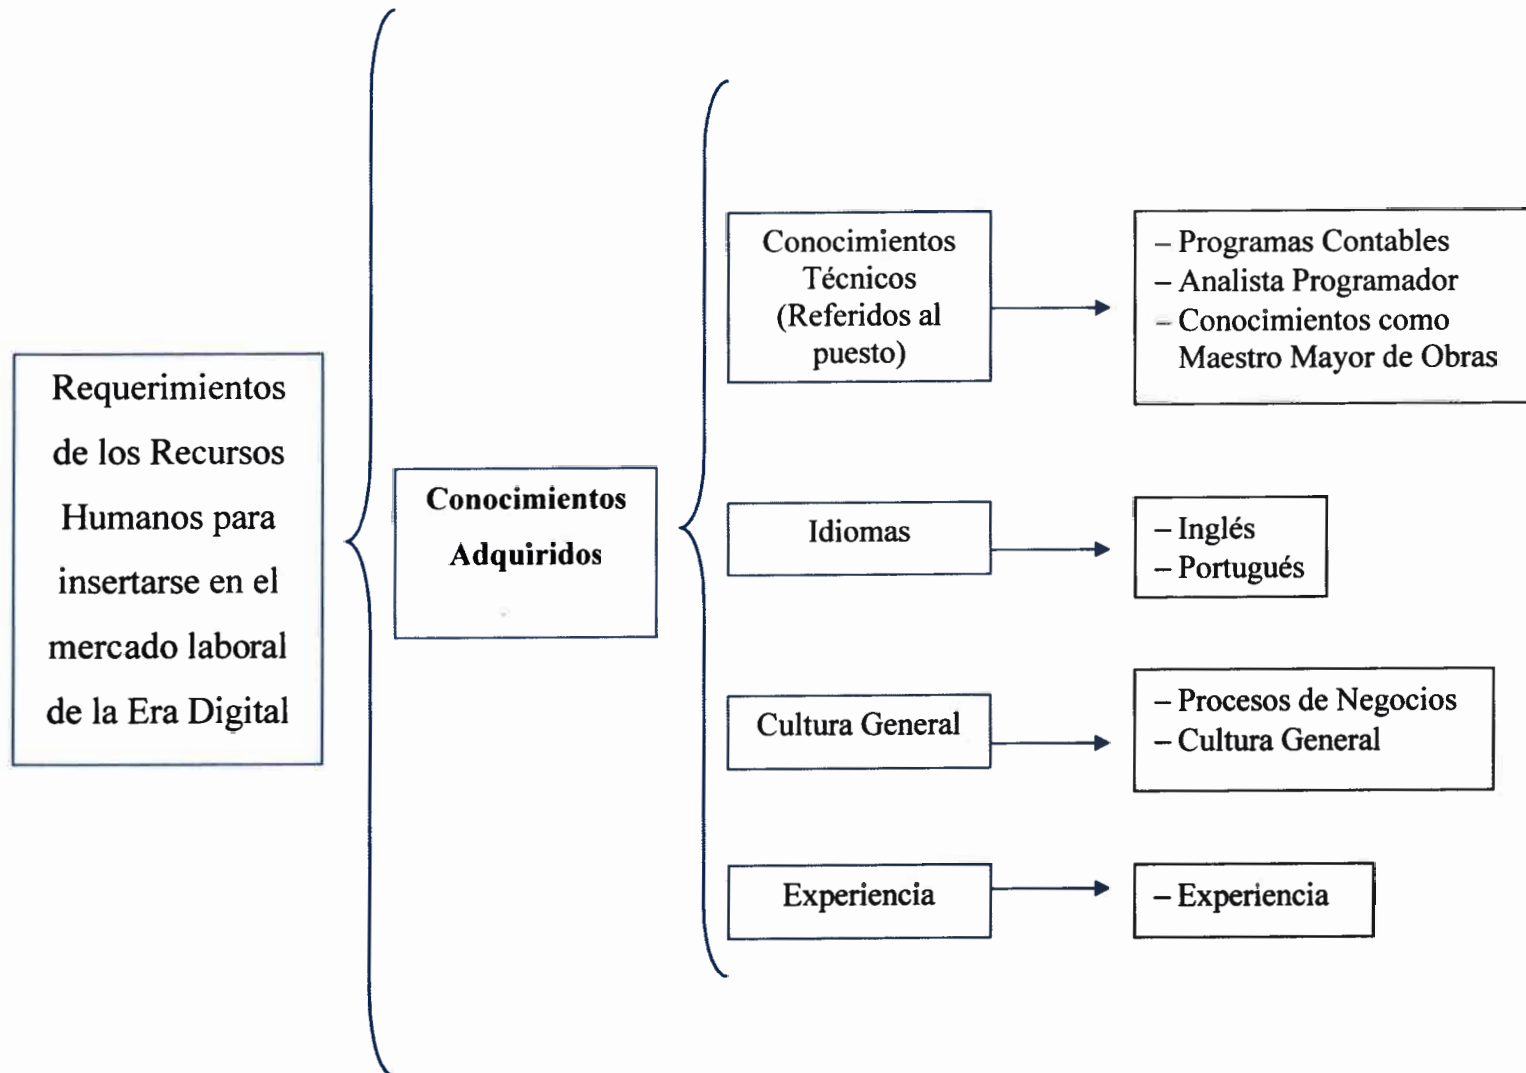 Requerimientos
de los Recursos
Humanos para
insertarse en el
mercado laboral
de la Era Digital
Conocimientos
Adquiridos
Conocimientos
Técnicos
(Referidos al
puesto)
– Programas Contables
– Analista Programador
– Conocimientos como
Maestro Mayor de Obras
Idiomas
– Inglés
– Portugués
Cultura General
– Procesos de Negocios
– Cultura General
Experiencia
– Experiencia